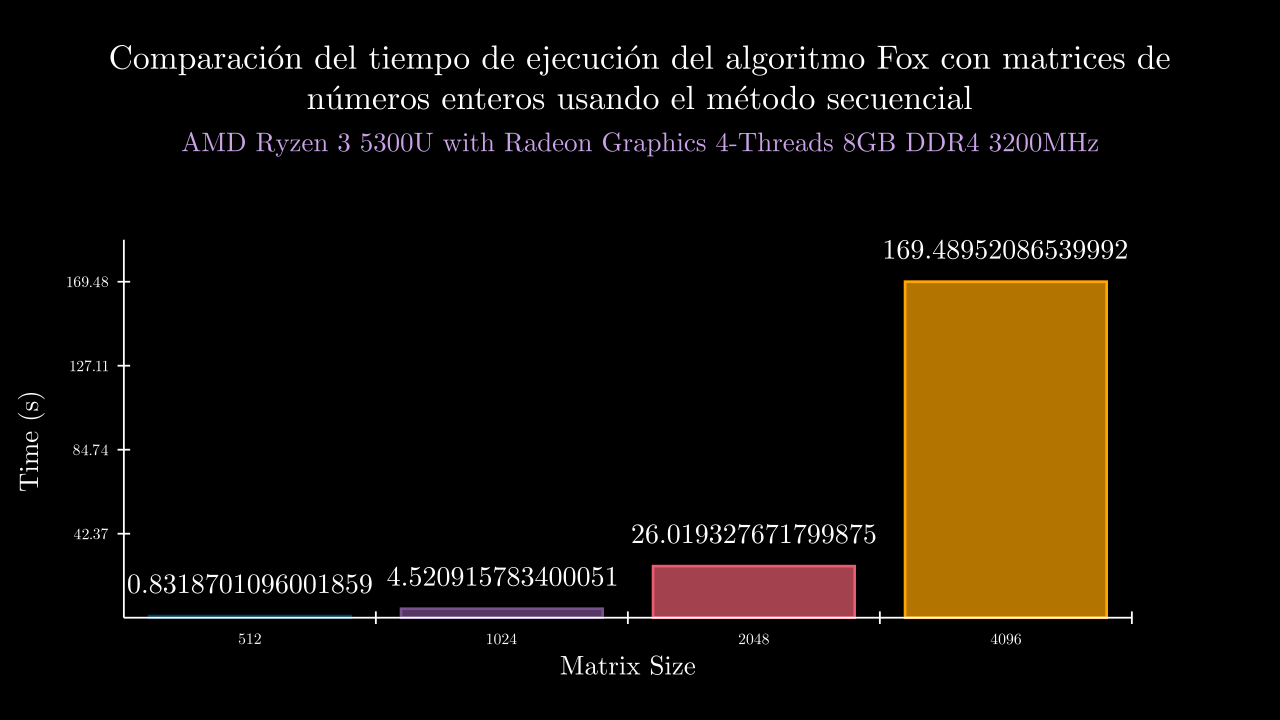 Comparación del tiempo de ejecución del algoritmo Fox con matrices de
números enteros usando el método secuencial
AMD Ryzen 3 5300U with Radeon Graphics 4-Threads 8GB DDR4 3200MHz
169.48952086539992
169.48
127.11
Time (s)
84.74
26.019327671799875
42.37
0.8318701096001859
4.520915783400051
512
1024
2048
4096
Matrix Size